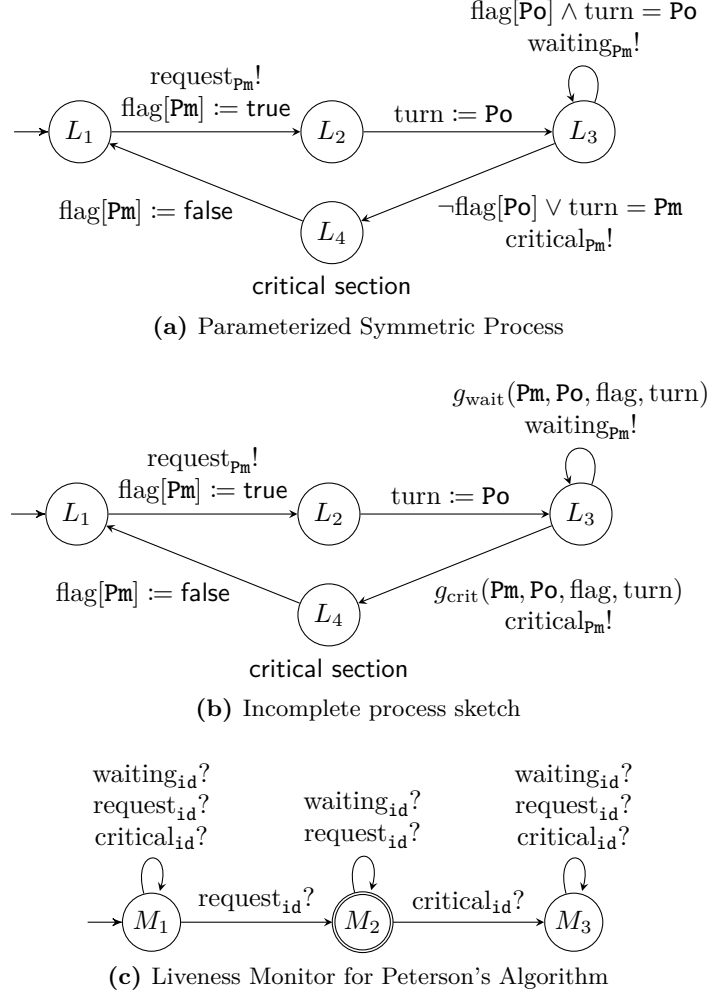 flag[Po] ∧ turn = Po
waiting_Pm!
request_Pm!
flag[Pm] := true
turn := Po
L₁
L₂
L₃
flag[Pm] := false
¬flag[Po] ∨ turn = Pm
critical_Pm!
L₄
critical section
(a) Parameterized Symmetric Process
g_wait(Pm, Po, flag, turn)
waiting_Pm!
request_Pm!
flag[Pm] := true
turn := Po
L₁
L₂
L₃
flag[Pm] := false
g_crit(Pm, Po, flag, turn)
critical_Pm!
L₄
critical section
(b) Incomplete process sketch
waiting_id?
request_id?
critical_id?
waiting_id?
request_id?
waiting_id?
request_id?
critical_id?
request_id?
critical_id?
M₁
M₂
M₃
(c) Liveness Monitor for Peterson's Algorithm